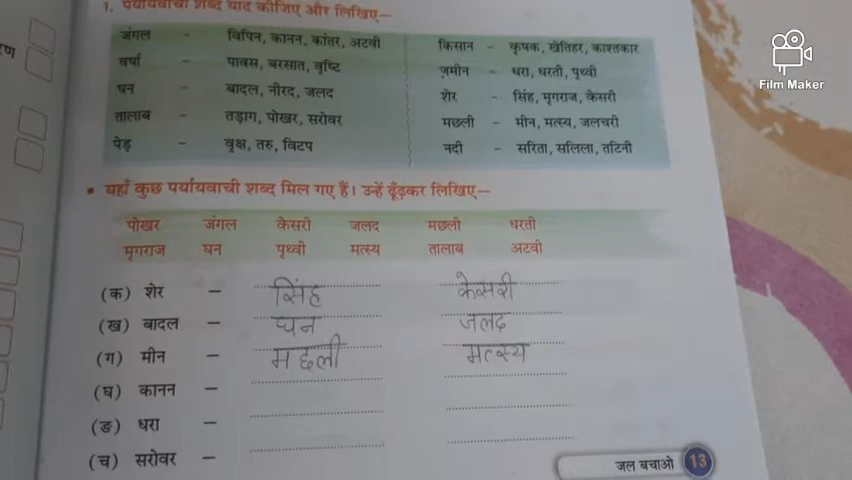 1. पर्यायवाची शब्द याद कीजिए और लिखिए—
जंगल - विपिन, कानन, कांतर, अटवी
वर्षा - पावस, बरसात, वृष्टि
घन - बादल, नीरद, जलद
तालाब - तड़ाग, पोखर, सरोवर
पेड़ - वृक्ष, तरु, विटप
किसान - कृषक, खेतिहर, काश्तकार
ज़मीन - धरा, धरती, पृथ्वी
शेर - सिंह, मृगराज, केसरी
मछली - मीन, मत्स्य, जलचरी
नदी - सरिता, सलिला, तटिनी
• यहाँ कुछ पर्यायवाची शब्द मिल गए हैं। उन्हें ढूँढ़कर लिखिए—
पोखर जंगल केसरी जलद मछली धरती
मृगराज घन पृथ्वी मत्स्य तालाब अटवी
(क) शेर – सिंह केसरी
(ख) बादल – घन जलद
(ग) मीन – मछली मत्स्य
(घ) कानन –
(ङ) धरा –
(च) सरोवर –
जल बचाओ 13
Film Maker